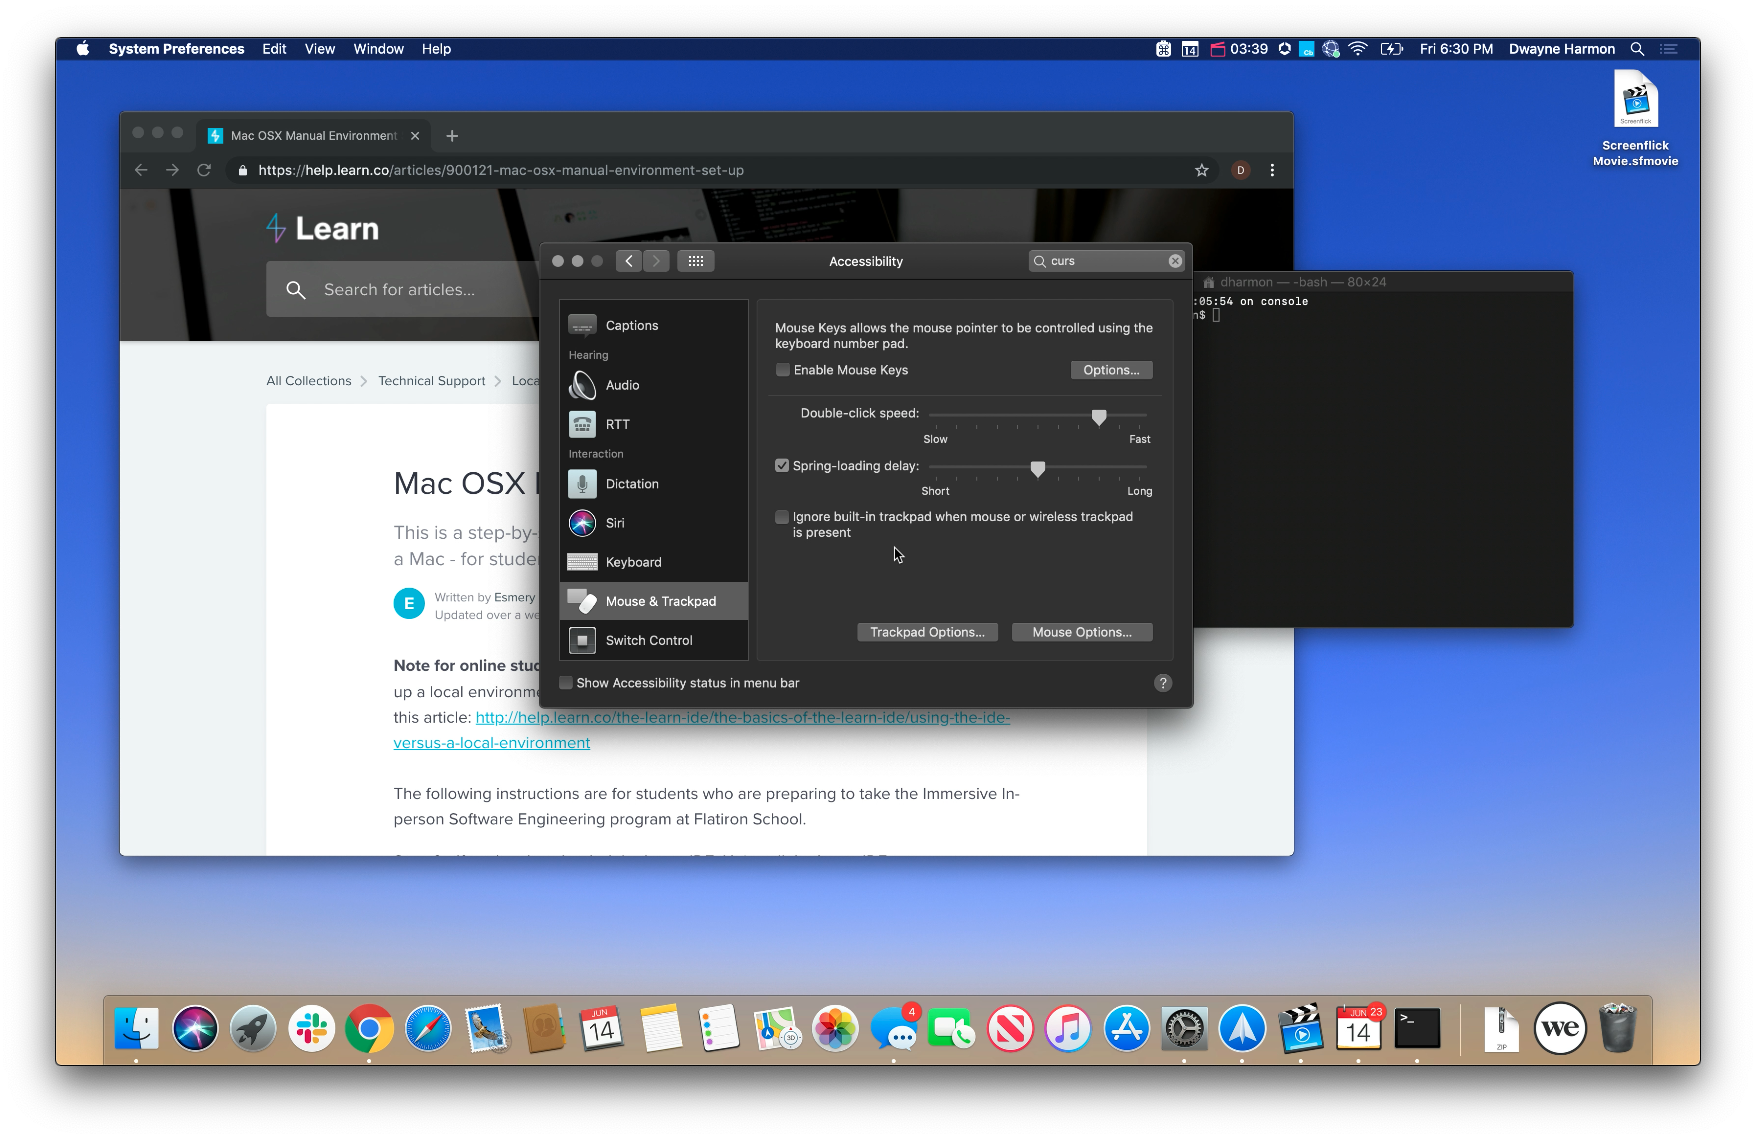 System Preferences Edit View Window Help
14 03:39 Cb Fri 6:30 PM Dwayne Harmon
Screenflick
Screenflick
Movie.sfmovie
Mac OSX Manual Environment
https://help.learn.co/articles/900121-mac-osx-manual-environment-set-up
D
Learn
Search for articles...
All Collections > Technical Support > Loca
Mac OSX
This is a step-by-
a Mac - for stude
E
Written by Esmery
Updated over a we
Note for online stud
up a local environme
this article: http://help.learn.co/the-learn-ide/the-basics-of-the-learn-ide/using-the-ide-
versus-a-local-environment
The following instructions are for students who are preparing to take the Immersive In-
person Software Engineering program at Flatiron School.
Accessibility
curs
Captions
Hearing
Audio
RTT
Interaction
Dictation
Siri
Keyboard
Mouse & Trackpad
Switch Control
Mouse Keys allows the mouse pointer to be controlled using the
keyboard number pad.
Enable Mouse Keys
Options...
Double-click speed:
Slow Fast
Spring-loading delay:
Short Long
Ignore built-in trackpad when mouse or wireless trackpad
is present
Trackpad Options... Mouse Options...
Show Accessibility status in menu bar
?
dharmon — -bash — 80×24
:05:54 on console
n$
JUN
14
3D
4
JUN
14
23
>_
ZIP
we